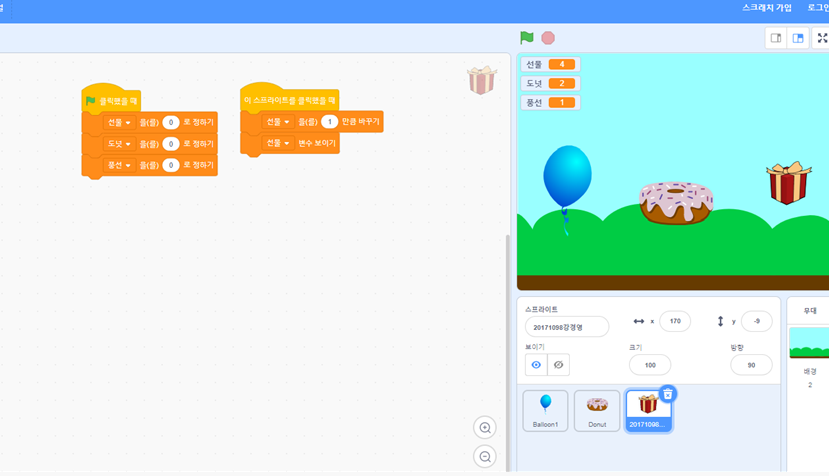 스크래치 가입 로그인
클릭했을 때
선물 을(를) 0 로 정하기
도넛 을(를) 0 로 정하기
풍선 을(를) 0 로 정하기
이 스프라이트를 클릭했을 때
선물 을(를) 1 만큼 바꾸기
선물 변수 보이기
선물 4
도넛 2
풍선 1
스프라이트
20171098강경명
x 170
y -9
보이기
크기
100
방향
90
Balloon1
Donut
20171098...
무대
배경
2